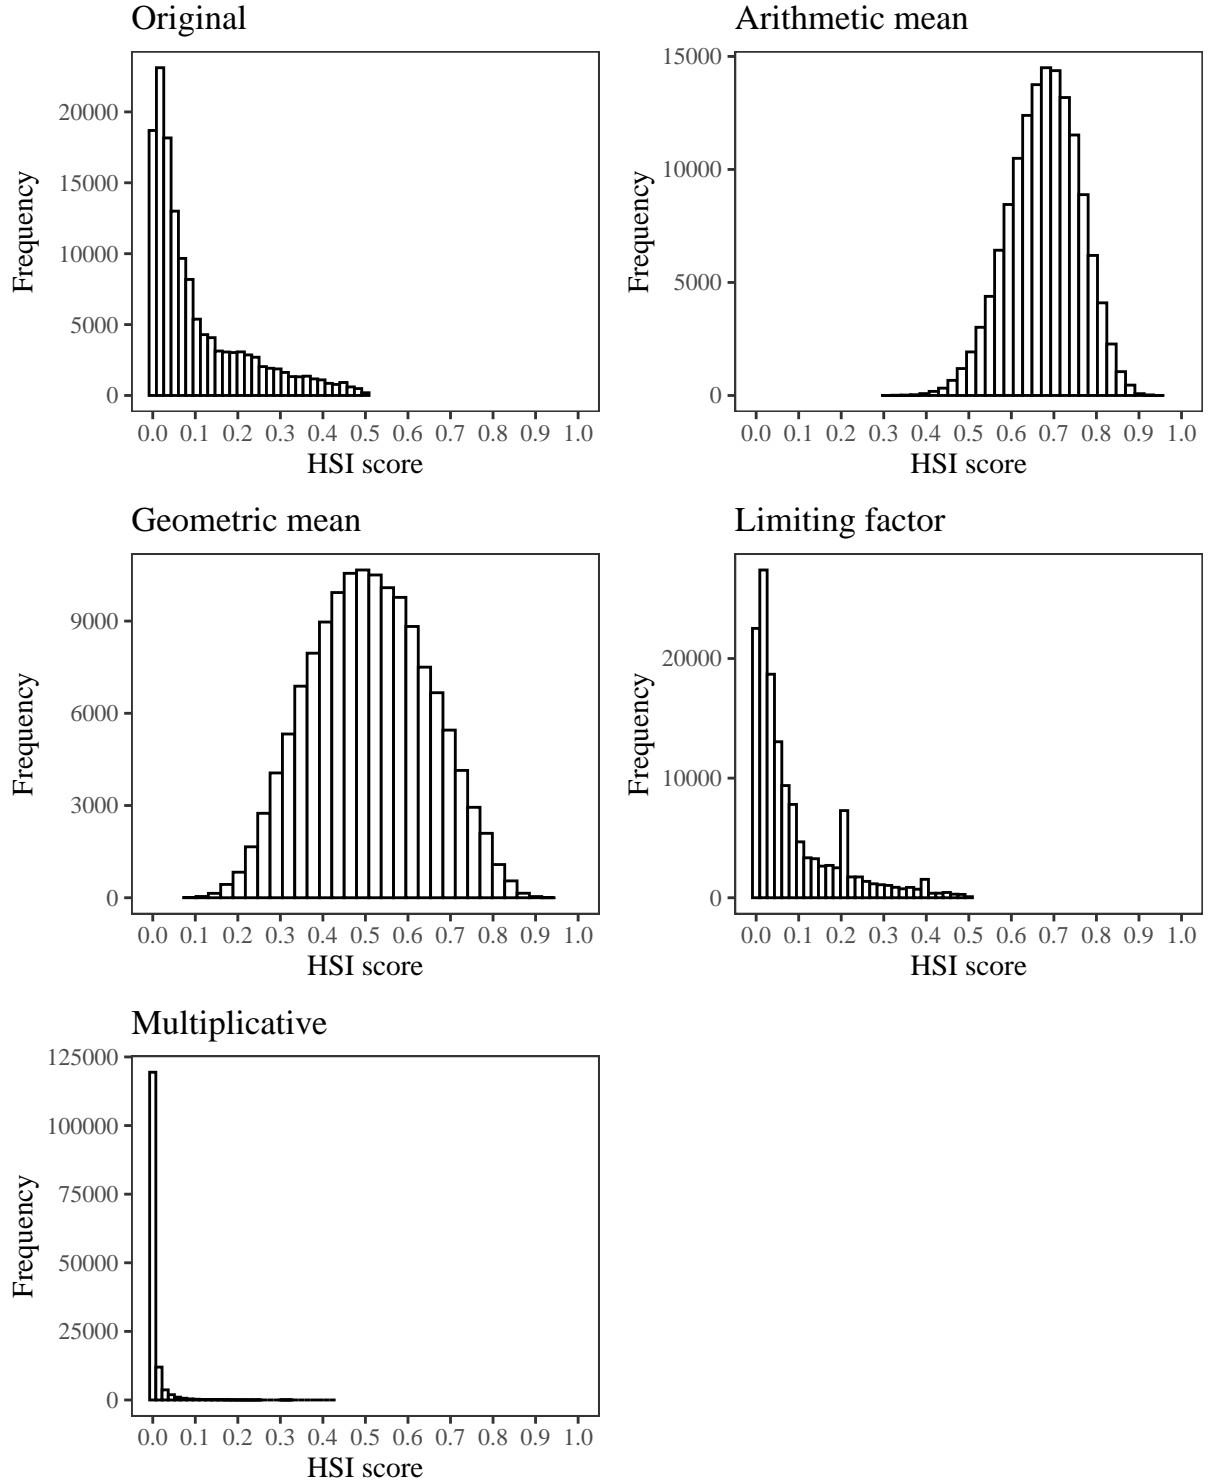 Original
Frequency
20000
15000
10000
5000
0
0.0 0.1 0.2 0.3 0.4 0.5 0.6 0.7 0.8 0.9 1.0
HSI score
Arithmetic mean
Frequency
15000
10000
5000
0
0.0 0.1 0.2 0.3 0.4 0.5 0.6 0.7 0.8 0.9 1.0
HSI score
Geometric mean
Frequency
9000
6000
3000
0
0.0 0.1 0.2 0.3 0.4 0.5 0.6 0.7 0.8 0.9 1.0
HSI score
Limiting factor
Frequency
20000
10000
0
0.0 0.1 0.2 0.3 0.4 0.5 0.6 0.7 0.8 0.9 1.0
HSI score
Multiplicative
Frequency
125000
100000
75000
50000
25000
0
0.0 0.1 0.2 0.3 0.4 0.5 0.6 0.7 0.8 0.9 1.0
HSI score